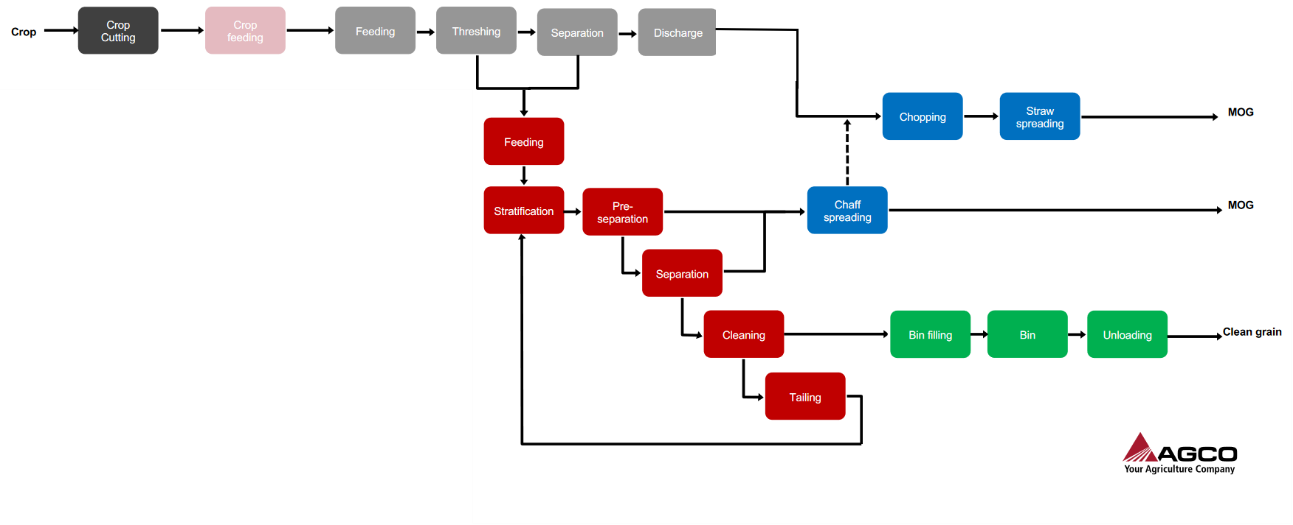 Crop
Crop
Cutting
Crop
feeding
Feeding
Threshing
Separation
Discharge
Chopping
Straw
spreading
MOG
Feeding
Stratification
Pre-
separation
Chaff
spreading
MOG
Separation
Cleaning
Bin filling
Bin
Unloading
Clean grain
Tailing
AGCO
Your Agriculture Company